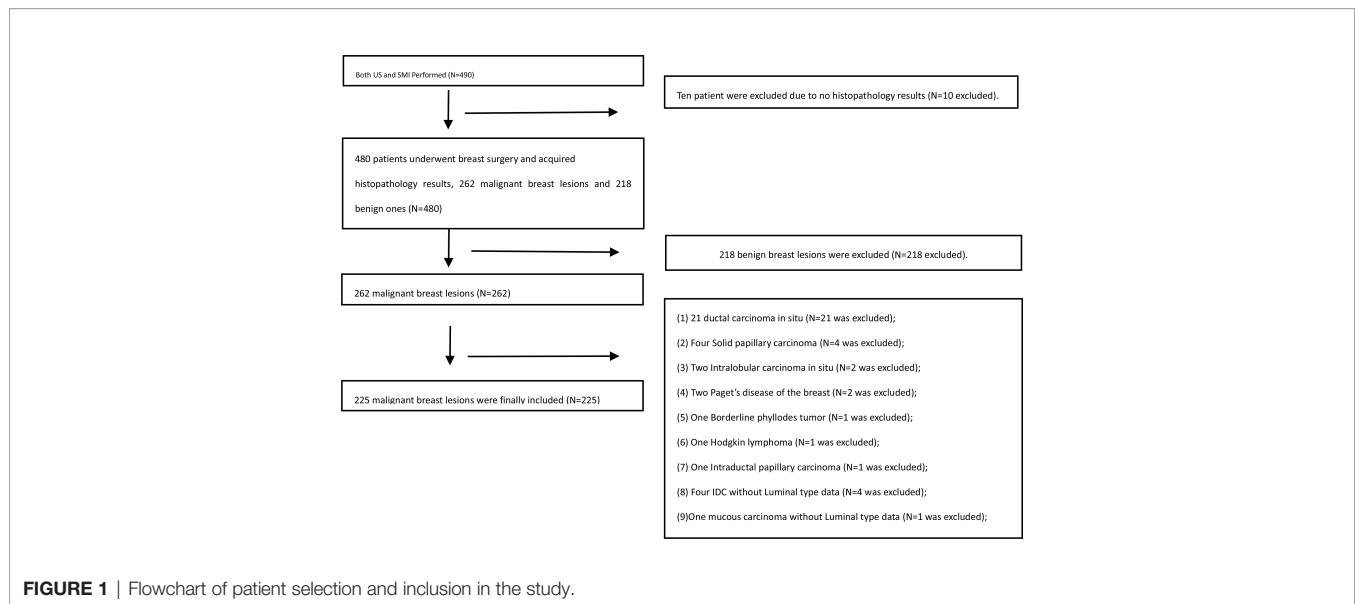 Both US and SMI Performed (N=490)
Ten patient were excluded due to no histopathology results (N=10 excluded).
480 patients underwent breast surgery and acquired
histopathology results, 262 malignant breast lesions and 218
benign ones (N=480)
218 benign breast lesions were excluded (N=218 excluded).
262 malignant breast lesions (N=262)
(1) 21 ductal carcinoma in situ (N=21 was excluded);
(2) Four Solid papillary carcinoma (N=4 was excluded);
(3) Two Intralobular carcinoma in situ (N=2 was excluded);
(4) Two Paget's disease of the breast (N=2 was excluded);
(5) One Borderline phyllodes tumor (N=1 was excluded);
(6) One Hodgkin lymphoma (N=1 was excluded);
(7) One Intraductal papillary carcinoma (N=1 was excluded);
(8) Four IDC without Luminal type data (N=4 was excluded);
(9)One mucous carcinoma without Luminal type data (N=1 was excluded);
225 malignant breast lesions were finally included (N=225)
FIGURE 1 | Flowchart of patient selection and inclusion in the study.